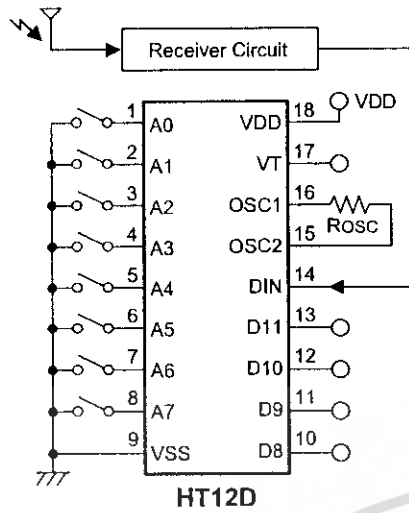 Receiver Circuit
VDD
1 A0 VDD 18
2 A1 VT 17
3 A2 OSC1 16
ROSC
4 A3 OSC2 15
5 A4 DIN 14
6 A5 D11 13
7 A6 D10 12
8 A7 D9 11
9 VSS D8 10
HT12D